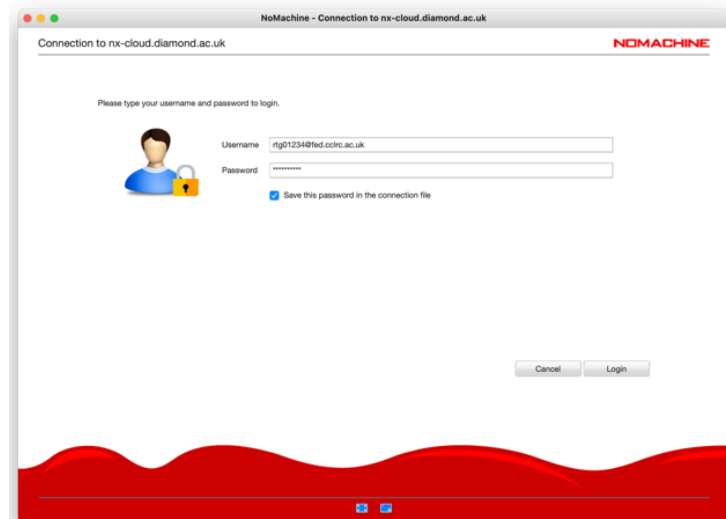 NoMachine - Connection to nx-cloud.diamond.ac.uk
Connection to nx-cloud.diamond.ac.uk
NOMACHINE
Please type your username and password to login.
Username
rtg01234@fed.cclrc.ac.uk
Password
**********
Save this password in the connection file
Cancel
Login